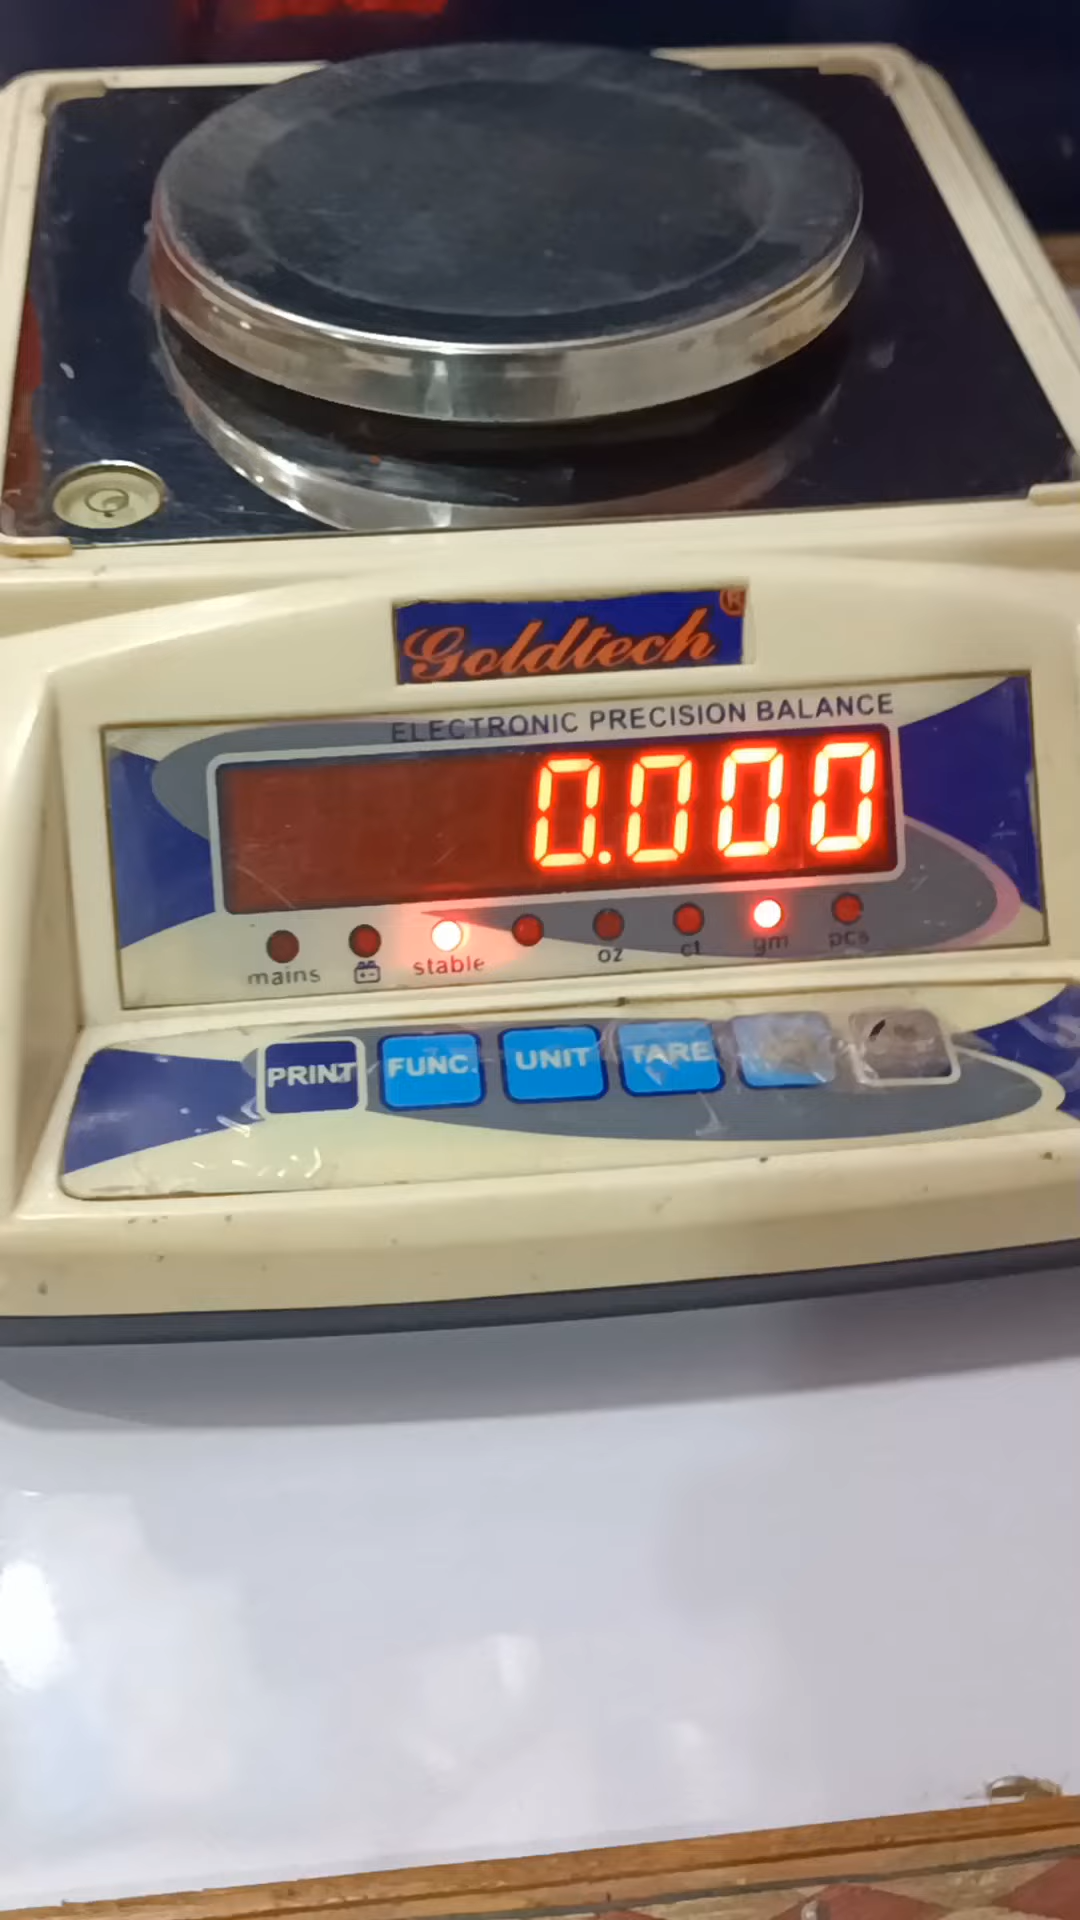 Goldtech®
ELECTRONIC PRECISION BALANCE
0.000
mains stable oz ct gm pcs
PRINT FUNC. UNIT TARE